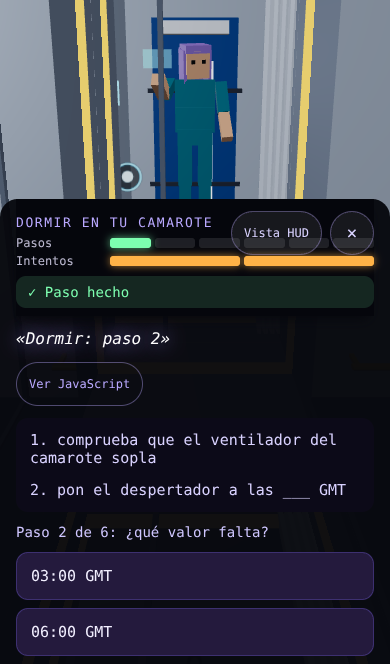 DORMIR EN TU CAMAROTE
Vista HUD
×
Pasos
Intentos
✓ Paso hecho
«Dormir: paso 2»
Ver JavaScript
1. comprueba que el ventilador del
camarote sopla
2. pon el despertador a las ___ GMT
Paso 2 de 6: ¿qué valor falta?
03:00 GMT
06:00 GMT